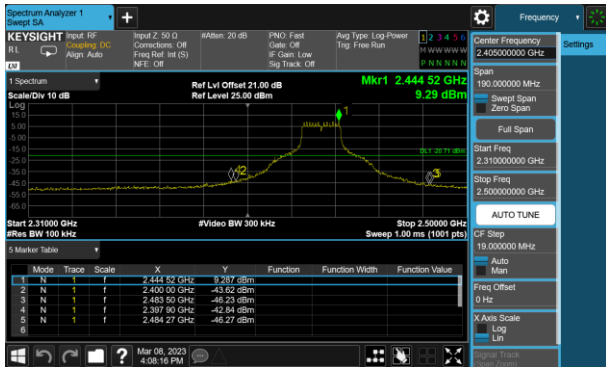 Spectrum Analyzer 1
Swept SA
Frequency
KEYSIGHT
RL
Input: RF
Coupling: DC
Align: Auto
Input Z: 50 Ω
Corrections: Off
Freq Ref: Int (S)
NFE: Off
#Atten: 20 dB
PNO: Fast
Gate: Off
IF Gain: Low
Sig Track: Off
Avg Type: Log-Power
Trig: Free Run
1 2 3 4 5 6
M W W W W W
P N N N N N
Center Frequency
2.405000000 GHz
Settings
Span
190.000000 MHz
Swept Span
Zero Span
Full Span
Start Freq
2.310000000 GHz
Stop Freq
2.500000000 GHz
AUTO TUNE
CF Step
19.000000 MHz
Auto
Man
Freq Offset
0 Hz
X Axis Scale
Log
Lin
Signal Track
(Span Zoom)
1 Spectrum
Scale/Div 10 dB
Ref Lvl Offset 21.00 dB
Ref Level 25.00 dBm
Mkr1 2.444 52 GHz
9.29 dBm
Log
15.0
5.00
-5.00
-15.0
-25.0
-35.0
-45.0
-55.0
-65.0
1
DL1 -20.71 dBm
2
Start 2.31000 GHz
#Res BW 100 kHz
#Video BW 300 kHz
Stop 2.50000 GHz
Sweep 1.00 ms (1001 pts)
5 Marker Table
Mode Trace Scale X Y Function Function Width Function Value
1 N 1 f 2.444 52 GHz 9.287 dBm
2 N 1 f 2.400 00 GHz -43.62 dBm
3 N 1 f 2.483 50 GHz -46.23 dBm
4 N 1 f 2.397 90 GHz -42.84 dBm
5 N 1 f 2.484 27 GHz -46.27 dBm
6
?
Mar 08, 2023
4:08:16 PM